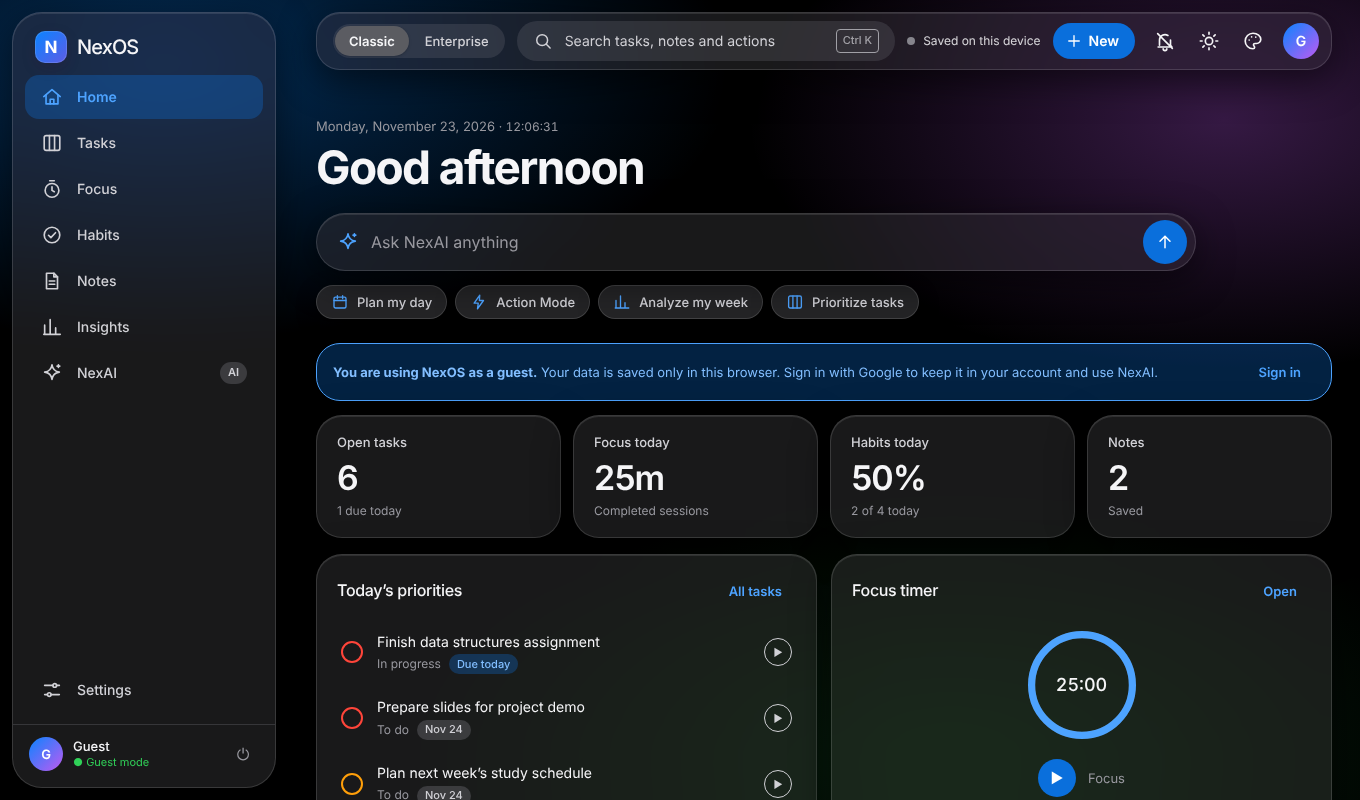 N NexOS
Home
Tasks
Focus
Habits
Notes
Insights
NexAI AI
Settings
G Guest
Guest mode
Classic Enterprise Search tasks, notes and actions Ctrl K Saved on this device New G
Monday, November 23, 2026 · 12:06:31
Good afternoon
Ask NexAI anything
Plan my day Action Mode Analyze my week Prioritize tasks
You are using NexOS as a guest. Your data is saved only in this browser. Sign in with Google to keep it in your account and use NexAI. Sign in
Open tasks
6
1 due today
Focus today
25m
Completed sessions
Habits today
50%
2 of 4 today
Notes
2
Saved
Today’s priorities All tasks
Finish data structures assignment
In progress Due today
Prepare slides for project demo
To do Nov 24
Plan next week’s study schedule
To do Nov 24
Focus timer Open
25:00
Focus